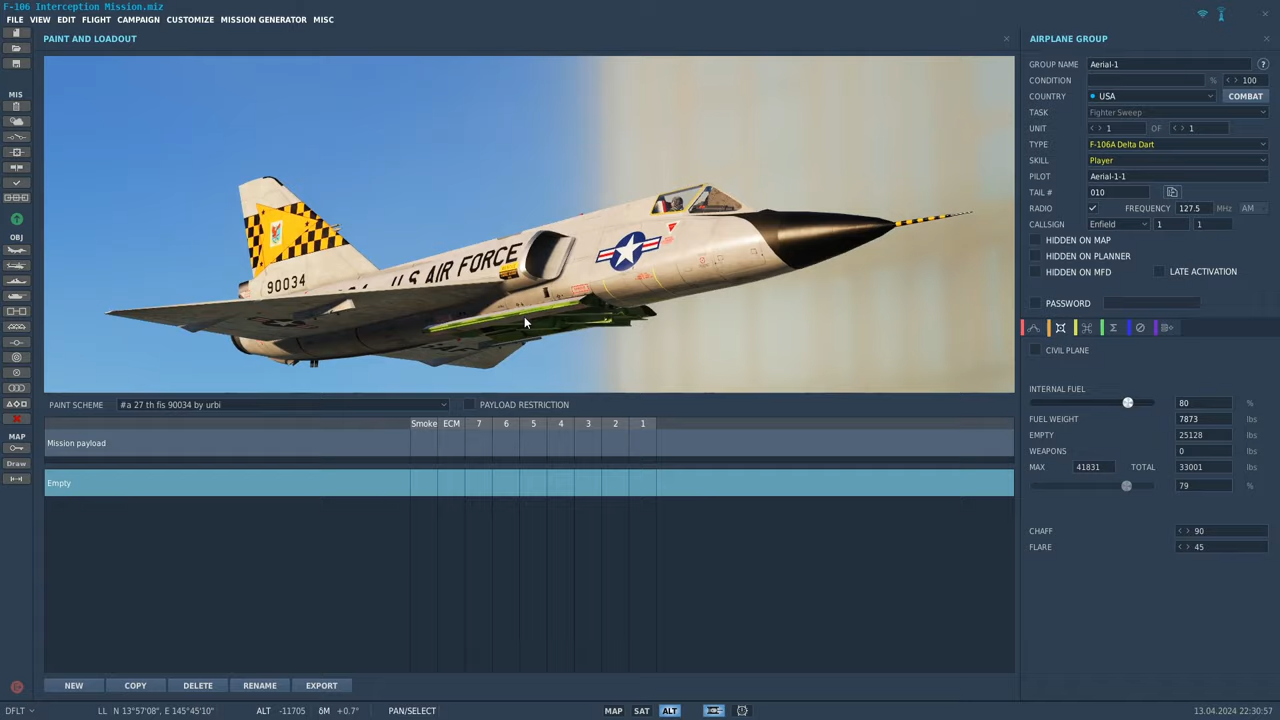 F-106 Interception Mission.miz
FILE VIEW EDIT FLIGHT CAMPAIGN CUSTOMIZE MISSION GENERATOR MISC
PAINT AND LOADOUT
90034
U.S AIR FORCE
PAINT SCHEME #a 27 th fis 90034 by urbi PAYLOAD RESTRICTION
Smoke ECM 7 6 5 4 3 2 1
Mission payload
Empty
NEW COPY DELETE RENAME EXPORT
MIS
OBJ
MAP
Draw
AIRPLANE GROUP
GROUP NAME Aerial-1 ?
CONDITION % <> 100
COUNTRY USA COMBAT
TASK Fighter Sweep
UNIT <> 1 OF <> 1
TYPE F-106A Delta Dart
SKILL Player
PILOT Aerial-1-1
TAIL # 010
RADIO FREQUENCY 127.5 MHz AM
CALLSIGN Enfield 1 1
HIDDEN ON MAP
HIDDEN ON PLANNER
HIDDEN ON MFD LATE ACTIVATION
PASSWORD
CIVIL PLANE
INTERNAL FUEL 80 %
FUEL WEIGHT 7873 lbs
EMPTY 25128 lbs
WEAPONS 0 lbs
MAX 41831 TOTAL 33001 lbs
79 %
CHAFF <> 90
FLARE <> 45
DFLT LL N 13°57'08", E 145°45'10" ALT -11705 δM +0.7° PAN/SELECT MAP SAT ALT 13.04.2024 22:30:57